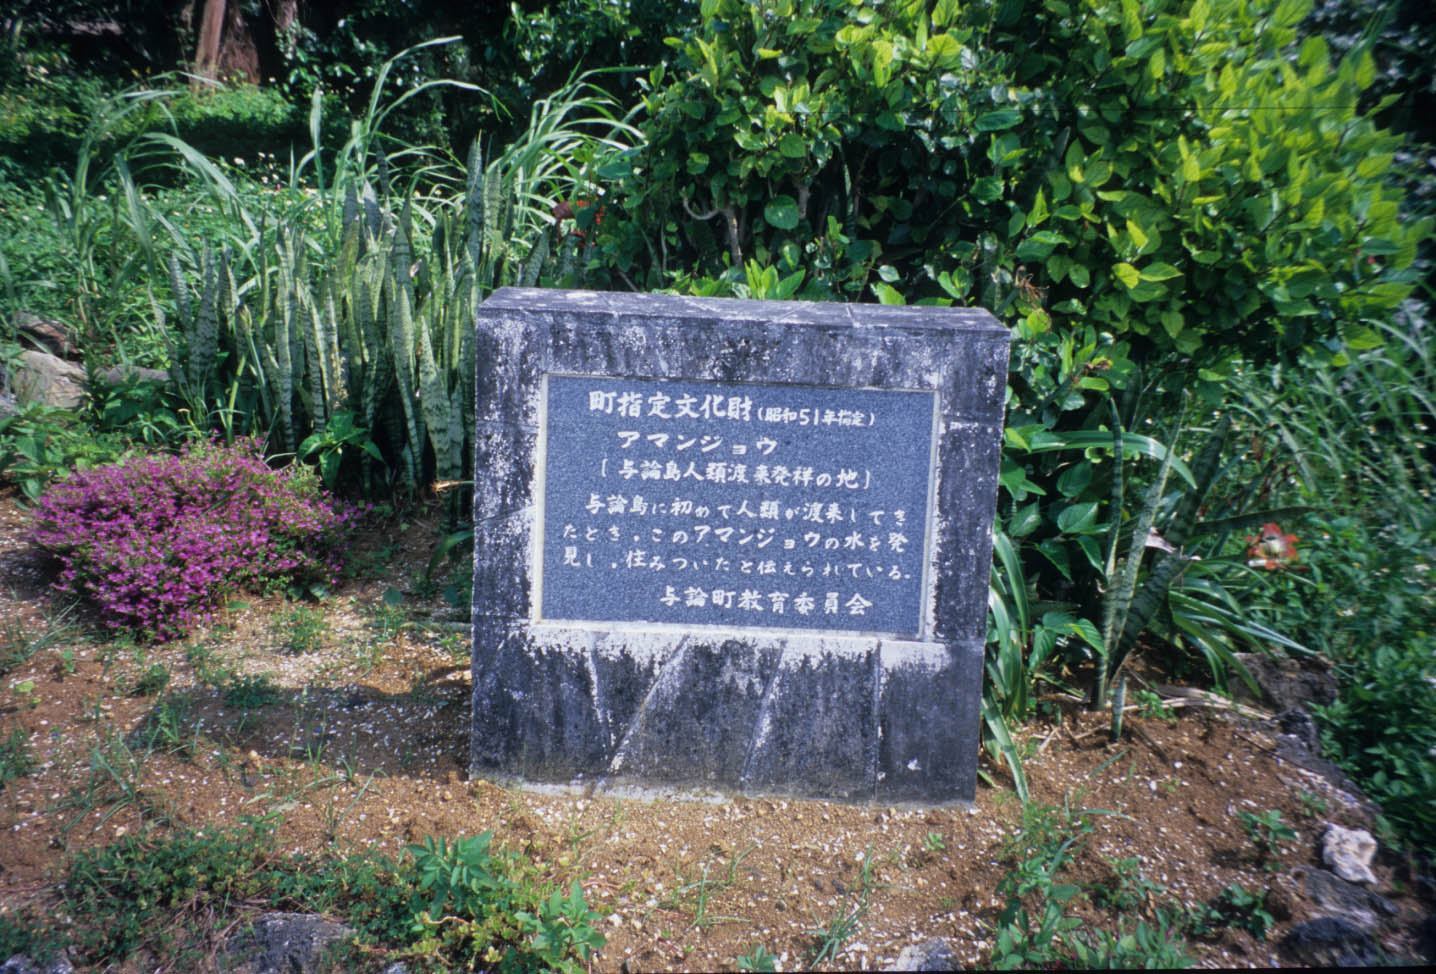 町指定文化財(昭和51年指定)
アマンジョウ
[与論島人類渡来発祥の地]
与論島に初めて人類が渡来してき
たとき、このアマンジョウの水を発
見し、住みついたと伝えられている。
与論町教育委員会